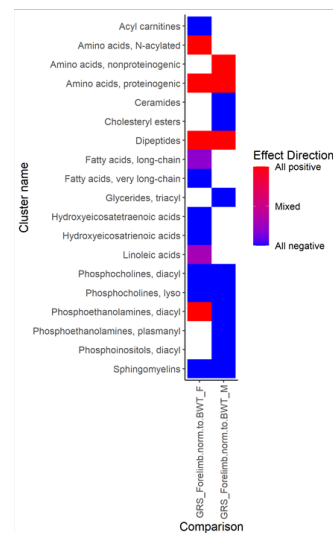 Cluster name
Acyl carnitines
Amino acids, N-acylated
Amino acids, nonproteinogenic
Amino acids, proteinogenic
Ceramides
Cholesteryl esters
Dipeptides
Fatty acids, long-chain
Fatty acids, very long-chain
Glycerides, triacyl
Hydroxyeicosatetraenoic acids
Hydroxyeicosatrienoic acids
Linoleic acids
Phosphocholines, diacyl
Phosphocholines, lyso
Phosphoethanolamines, diacyl
Phosphoethanolamines, plasmanyl
Phosphoinositols, diacyl
Sphingomyelins
GRS_Forelimb.norm.to.BWT_F
GRS_Forelimb.norm.to.BWT_M
Comparison
Effect Direction
All positive
Mixed
All negative